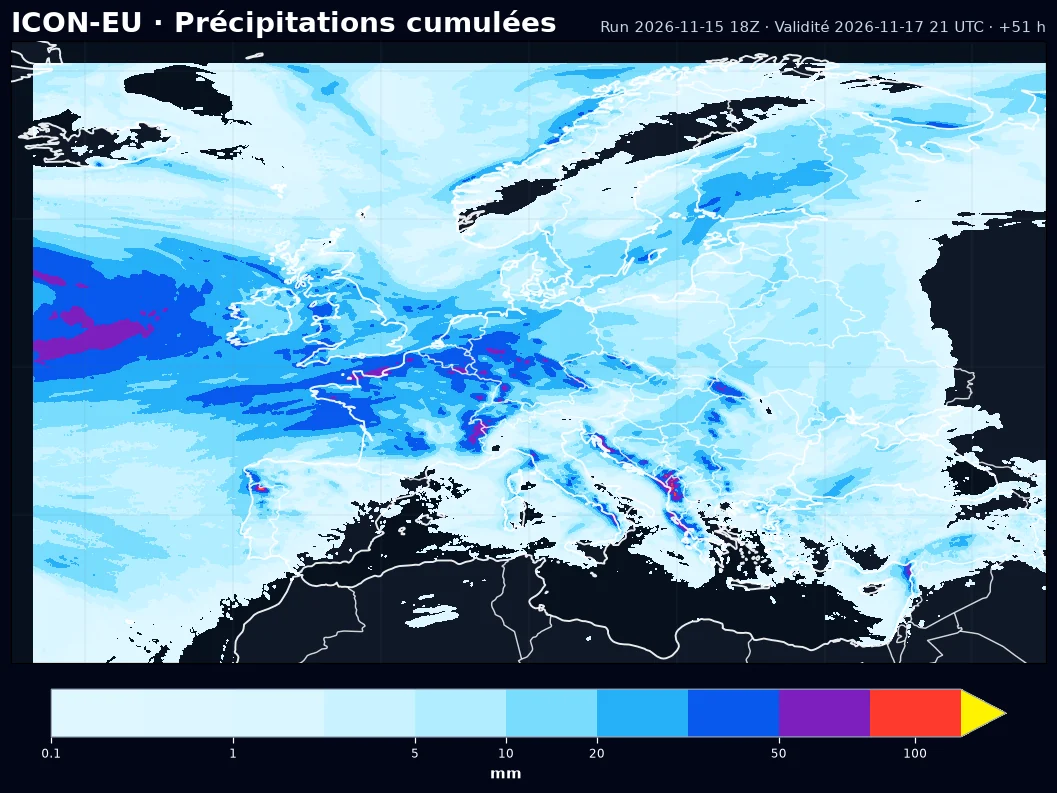 ICON-EU · Précipitations cumulées
Run 2026-11-15 18Z · Validité 2026-11-17 21 UTC · +51 h
0.1 1 5 10 20 50 100
mm